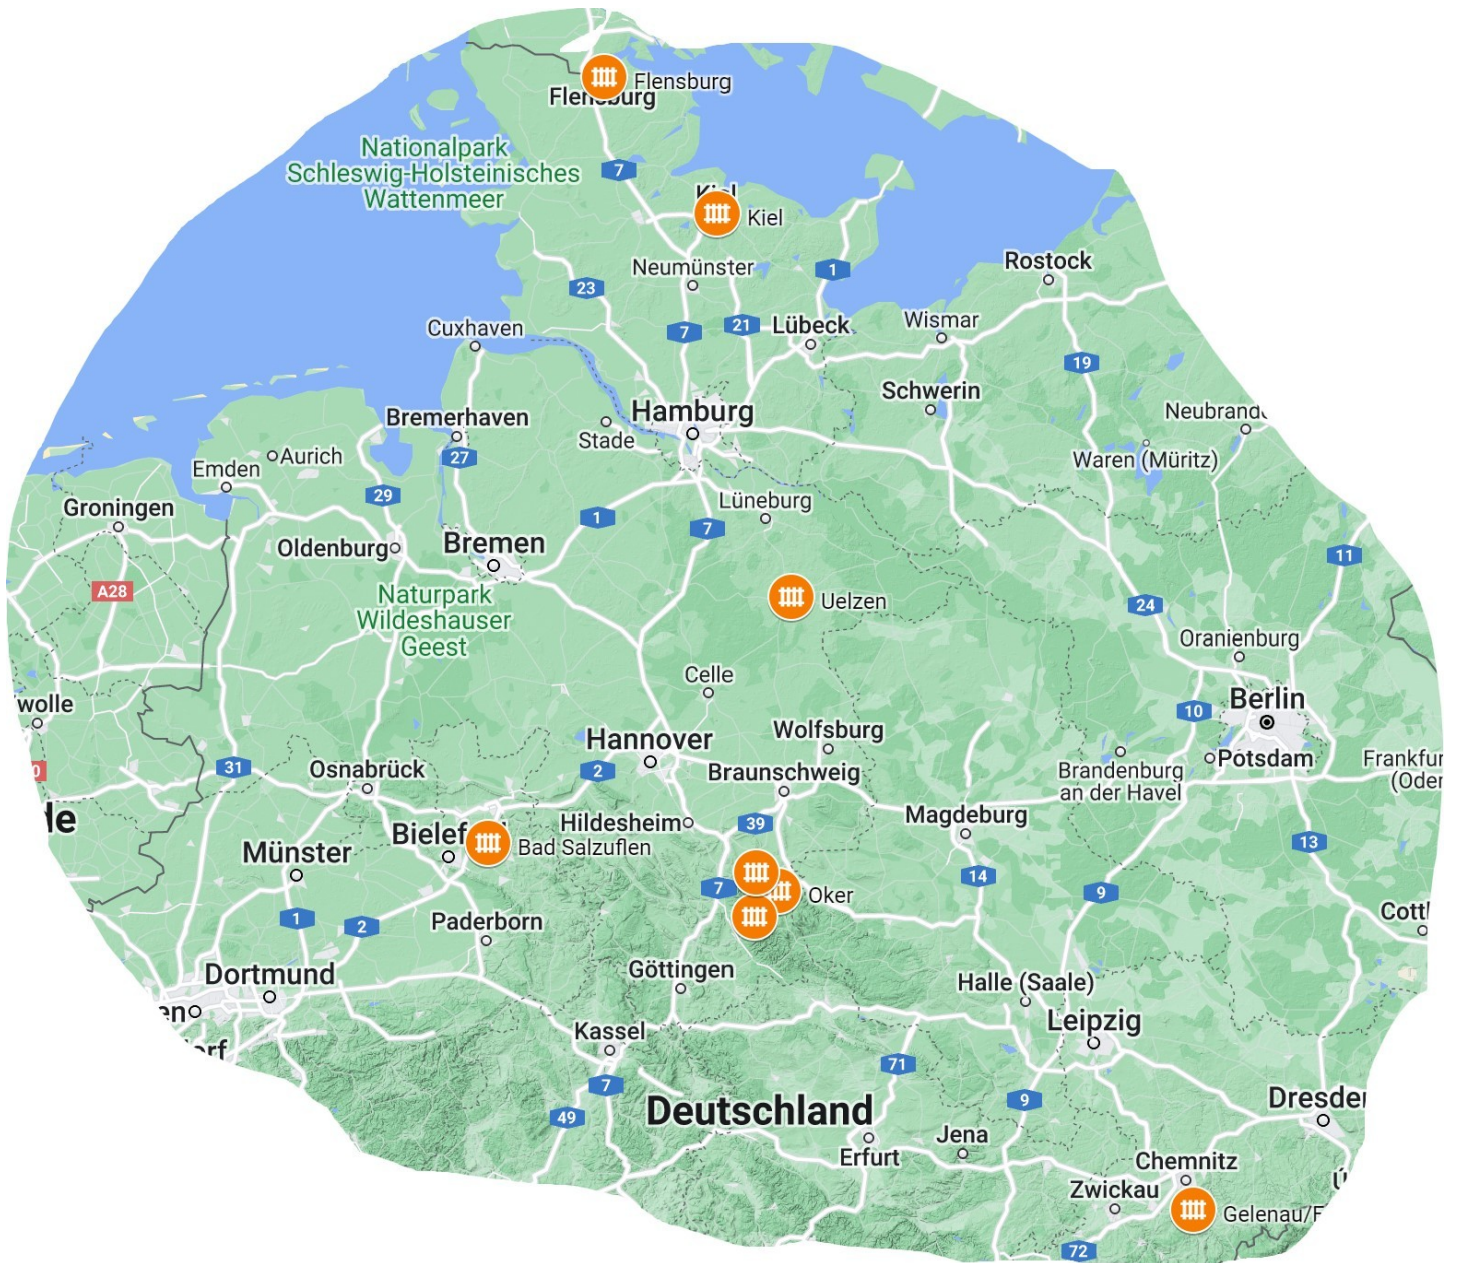 Flensburg
Flensburg
Nationalpark
Schleswig-Holsteinisches
Wattenmeer
7
Kiel
Kiel
Neumünster
23
1
Rostock
7
21
Lübeck
Wismar
Cuxhaven
19
Schwerin
Bremerhaven
Hamburg
Stade
27
Aurich
Emden
29
Waren (Müritz)
Groningen
1
7
Lüneburg
Oldenburg
Bremen
11
A28
Naturpark
Wildeshauser
Geest
Uelzen
24
Oranienburg
Celle
Berlin
10
Wolfsburg
Hannover
Potsdam
31
Osnabrück
2
Braunschweig
Brandenburg
an der Havel
Magdeburg
Hildesheim
39
13
Bad Salzuflen
Münster
7
Oker
14
9
1
2
Paderborn
Dortmund
Göttingen
Halle (Saale)
Leipzig
Kassel
71
7
49
Deutschland
9
Jena
Erfurt
Chemnitz
Zwickau
72